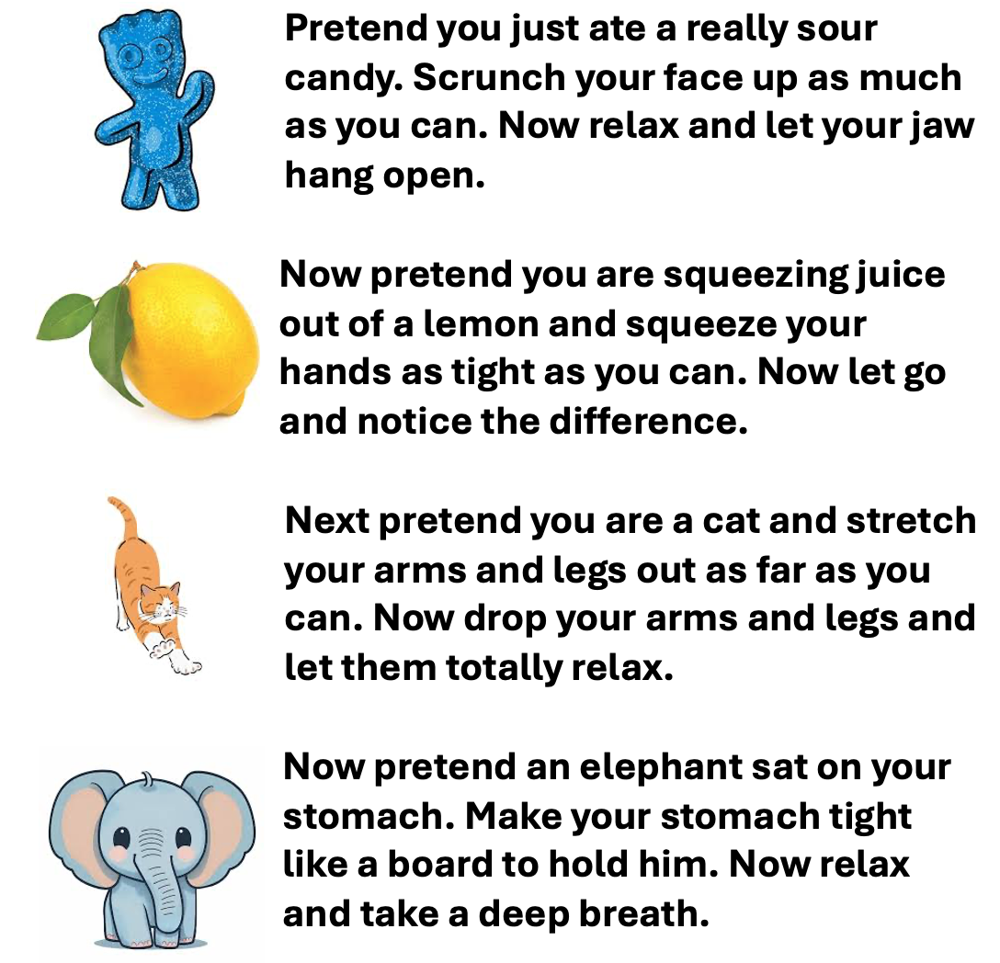 Pretend you just ate a really sour
candy. Scrunch your face up as much
as you can. Now relax and let your jaw
hang open.
Now pretend you are squeezing juice
out of a lemon and squeeze your
hands as tight as you can. Now let go
and notice the difference.
Next pretend you are a cat and stretch
your arms and legs out as far as you
can. Now drop your arms and legs and
let them totally relax.
Now pretend an elephant sat on your
stomach. Make your stomach tight
like a board to hold him. Now relax
and take a deep breath.